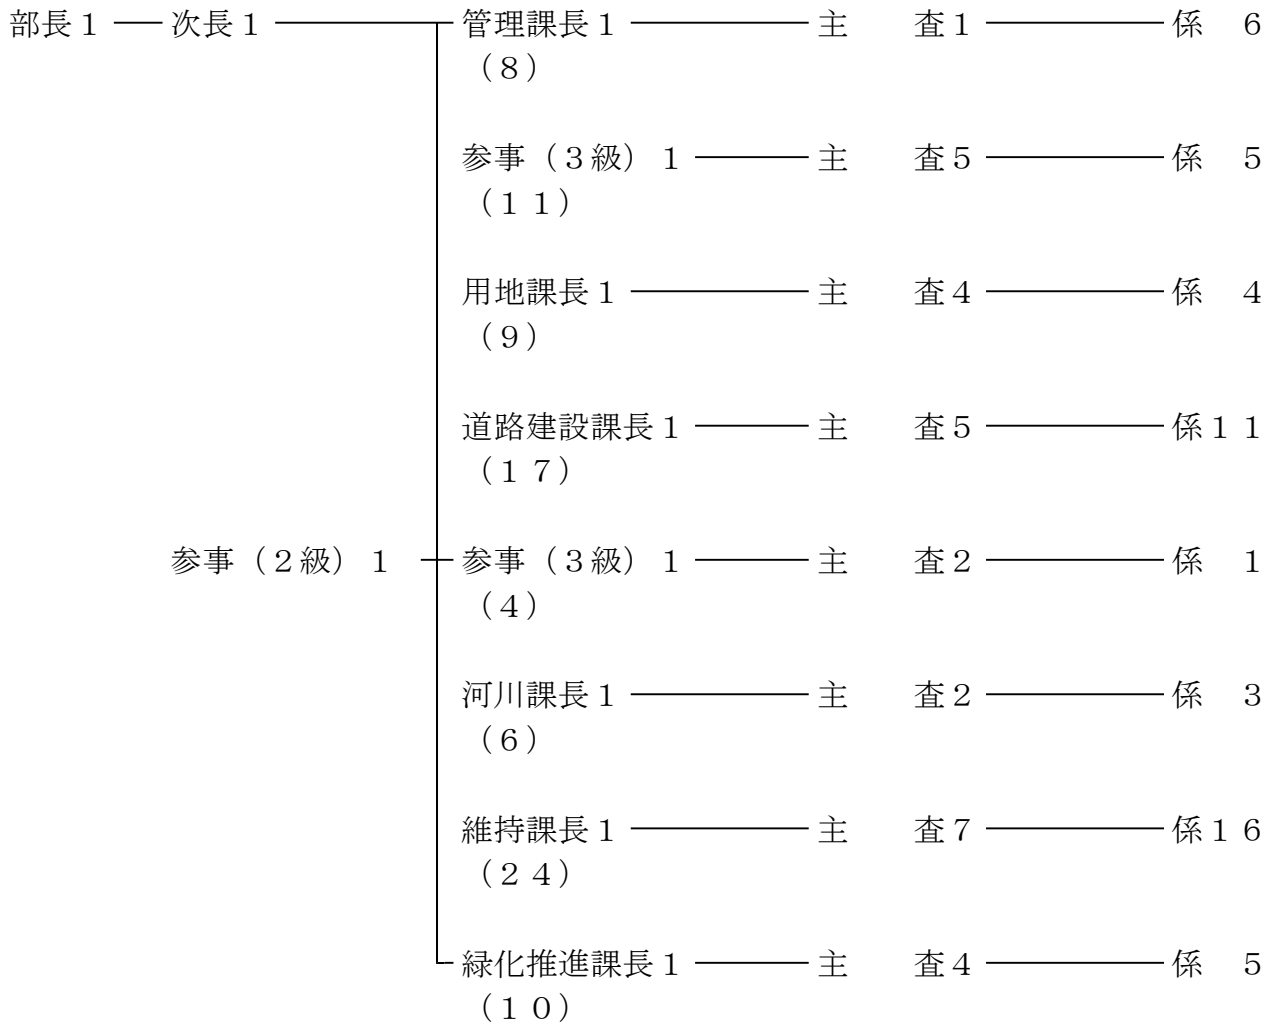 部長１ 次長１ 管理課長１ 主　　査１ 係　６
（８）
参事（３級）１ 主　　査５ 係　５
（１１）
用地課長１ 主　　査４ 係　４
（９）
道路建設課長１ 主　　査５ 係１１
（１７）
参事（２級）１ 参事（３級）１ 主　　査２ 係　１
（４）
河川課長１ 主　　査２ 係　３
（６）
維持課長１ 主　　査７ 係１６
（２４）
緑化推進課長１ 主　　査４ 係　５
（１０）